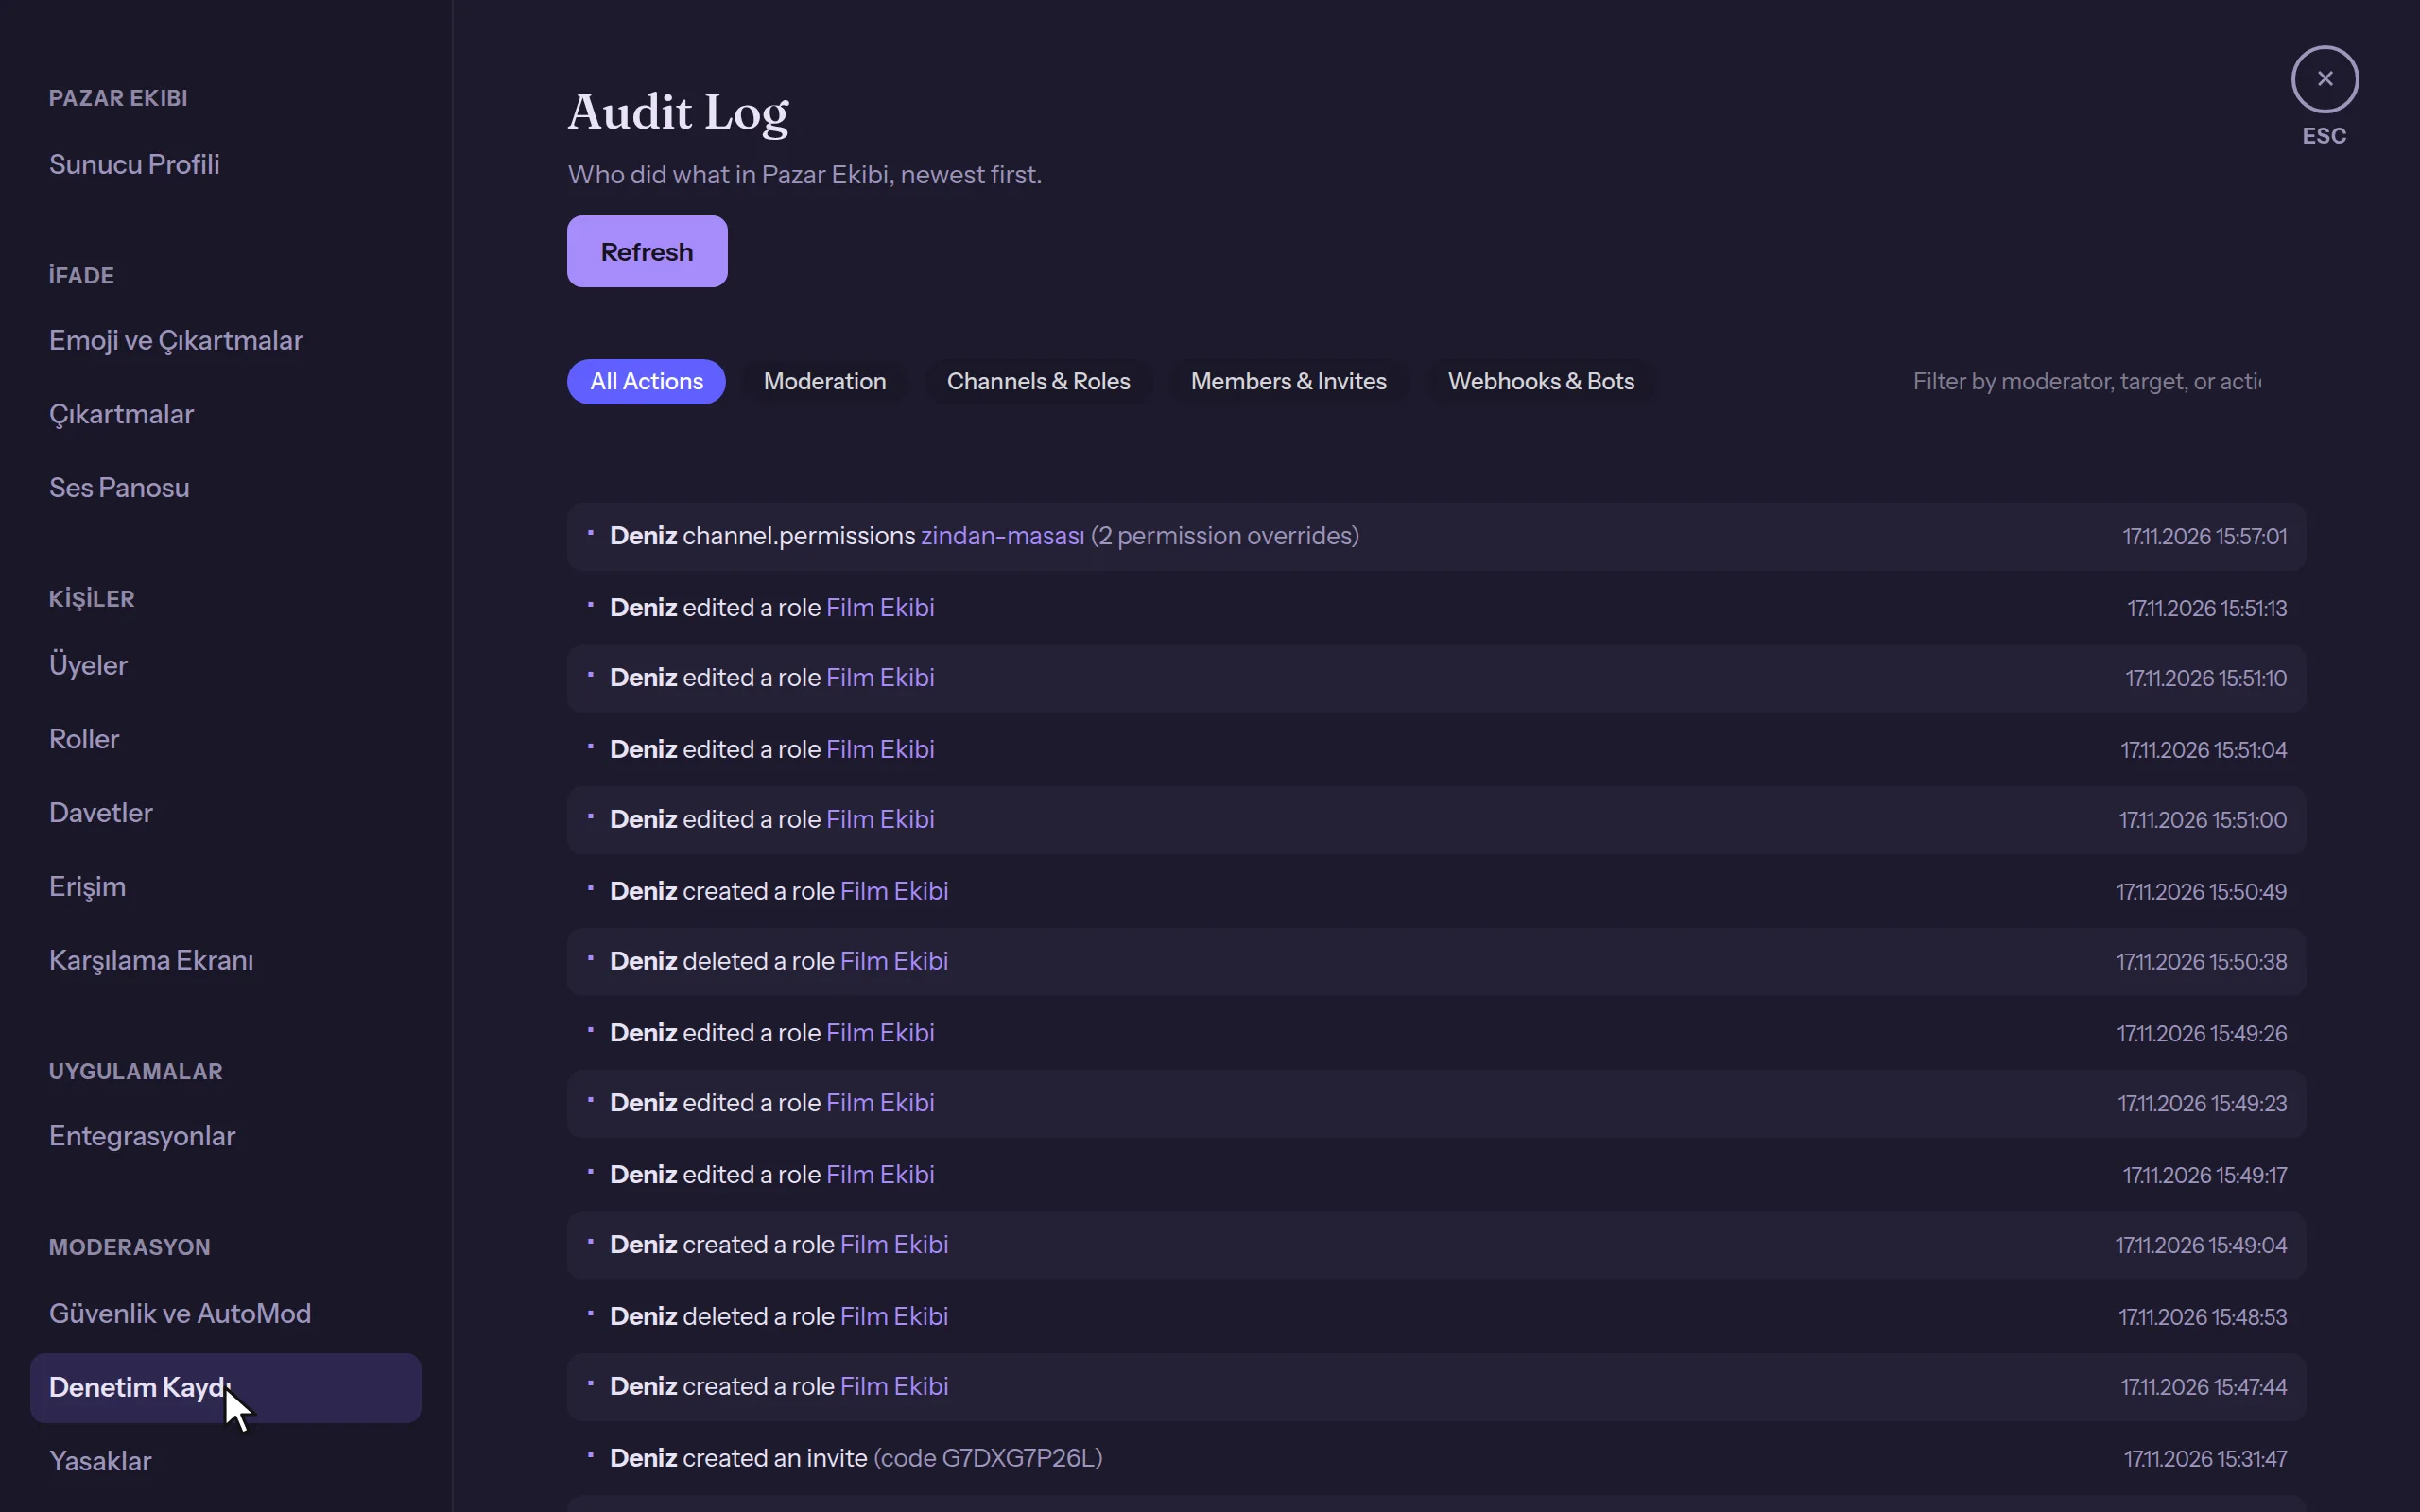 PAZAR EKIBI
Sunucu Profili
İFADE
Emoji ve Çıkartmalar
Çıkartmalar
Ses Panosu
KİŞİLER
Üyeler
Roller
Davetler
Erişim
Karşılama Ekranı
UYGULAMALAR
Entegrasyonlar
MODERASYON
Güvenlik ve AutoMod
Denetim Kaydı
Yasaklar
Audit Log
Who did what in Pazar Ekibi, newest first.
Refresh
ESC
All Actions Moderation Channels & Roles Members & Invites Webhooks & Bots Filter by moderator, target, or acti
Deniz channel.permissions zindan-masası (2 permission overrides) 17.11.2026 15:57:01
Deniz edited a role Film Ekibi 17.11.2026 15:51:13
Deniz edited a role Film Ekibi 17.11.2026 15:51:10
Deniz edited a role Film Ekibi 17.11.2026 15:51:04
Deniz edited a role Film Ekibi 17.11.2026 15:51:00
Deniz created a role Film Ekibi 17.11.2026 15:50:49
Deniz deleted a role Film Ekibi 17.11.2026 15:50:38
Deniz edited a role Film Ekibi 17.11.2026 15:49:26
Deniz edited a role Film Ekibi 17.11.2026 15:49:23
Deniz edited a role Film Ekibi 17.11.2026 15:49:17
Deniz created a role Film Ekibi 17.11.2026 15:49:04
Deniz deleted a role Film Ekibi 17.11.2026 15:48:53
Deniz created a role Film Ekibi 17.11.2026 15:47:44
Deniz created an invite (code G7DXG7P26L) 17.11.2026 15:31:47